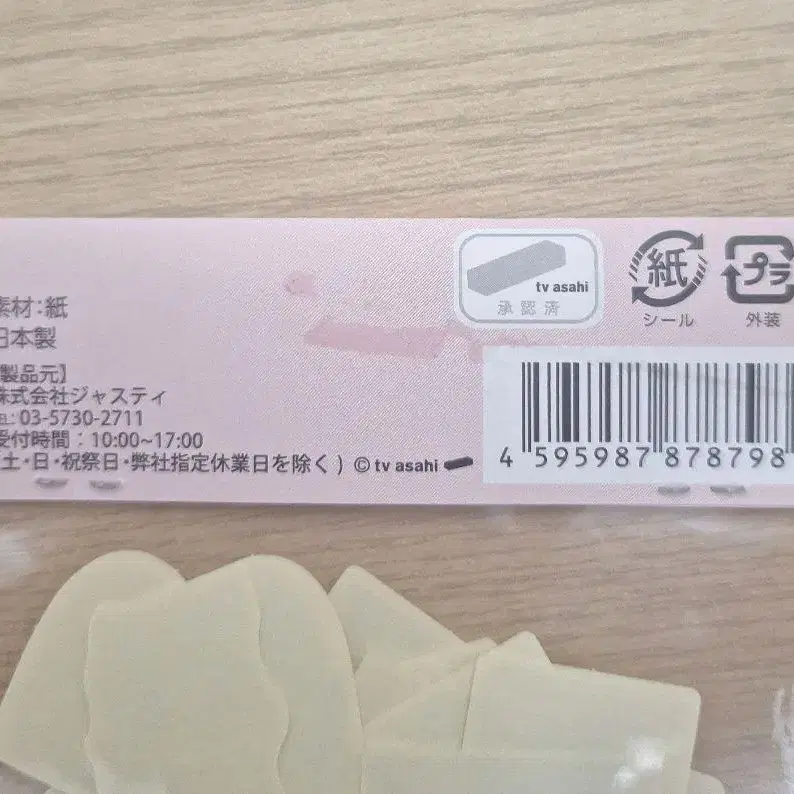 素材:紙
日本製
製品元】
株式会社ジャスティ
TEL:03-5730-2711
受付時間:10:00~17:00
土・日・祝祭日・弊社指定休業日を除く) ©tv asahi
tv asahi
承認済
紙
シール
プラ
外装
4 595987 878798